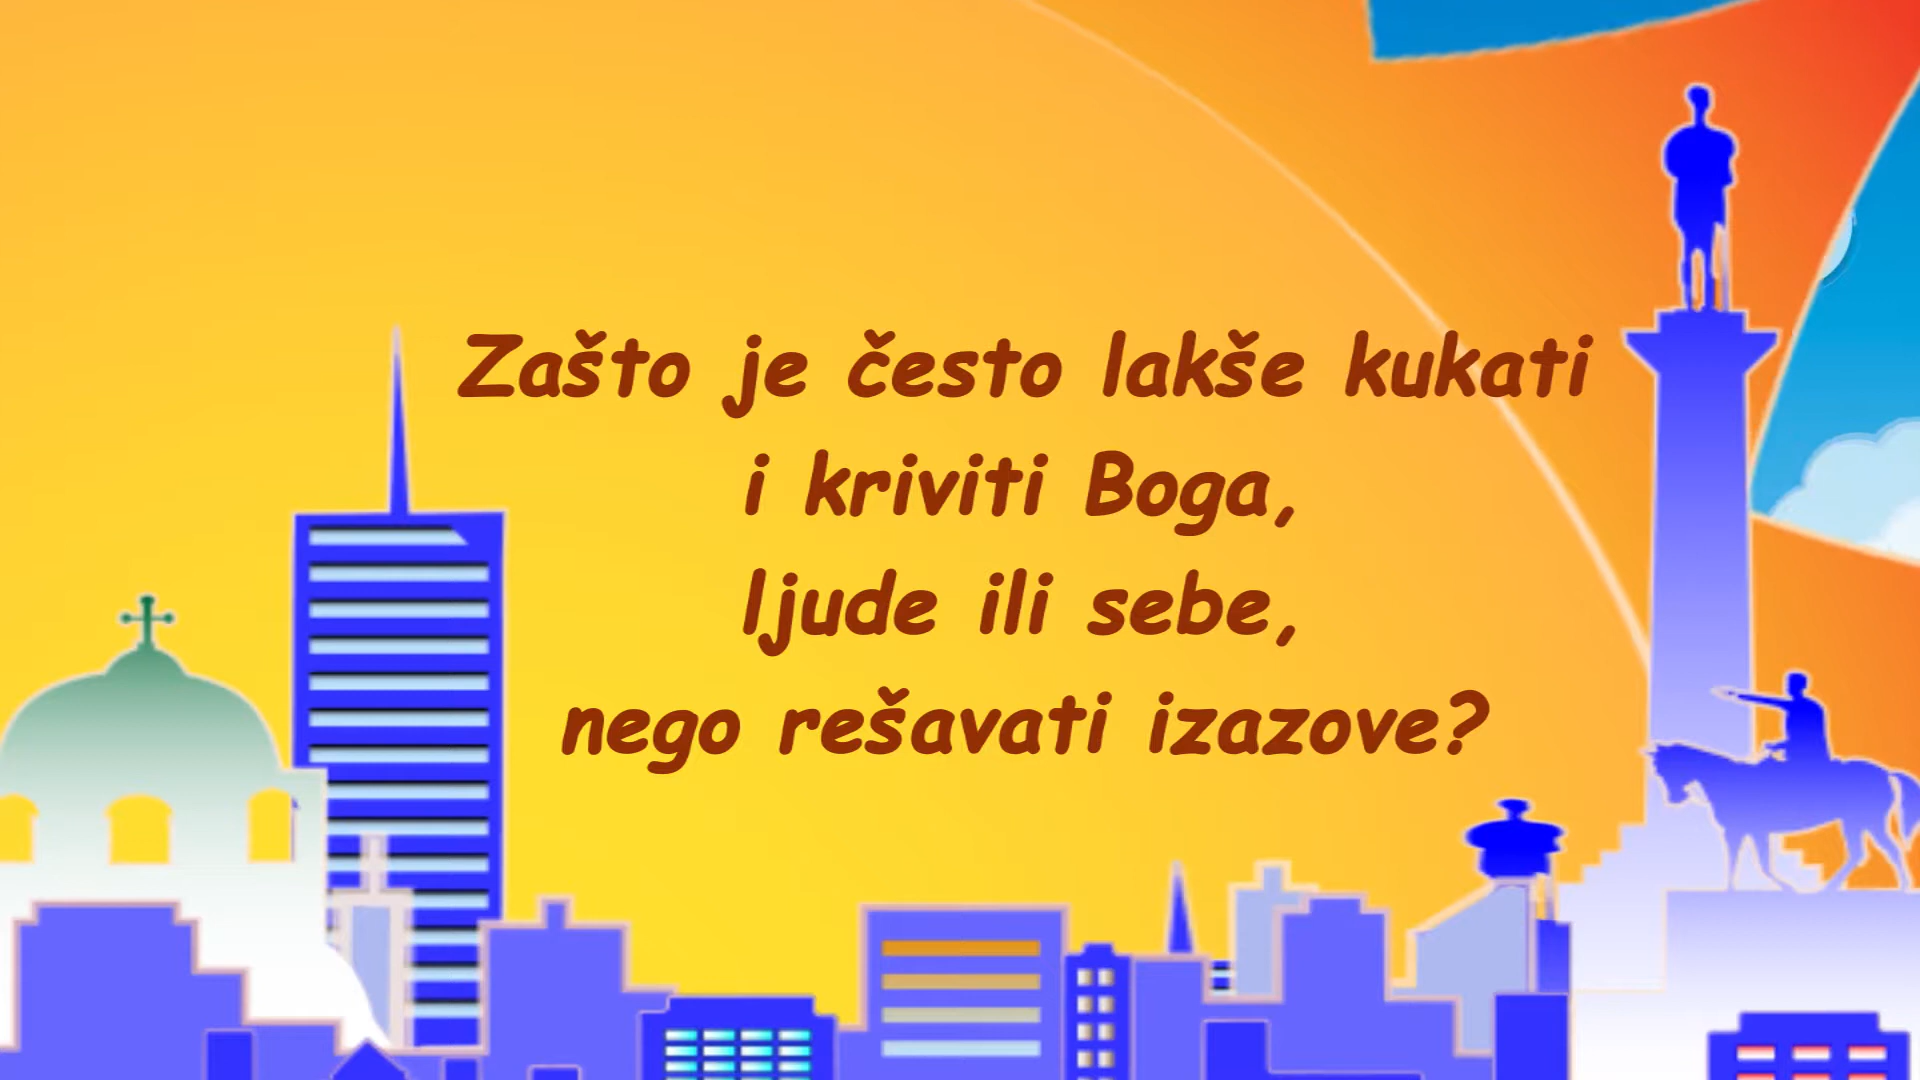 Zašto je često lakše kukati
i kriviti Boga,
ljude ili sebe,
nego rešavati izazove?